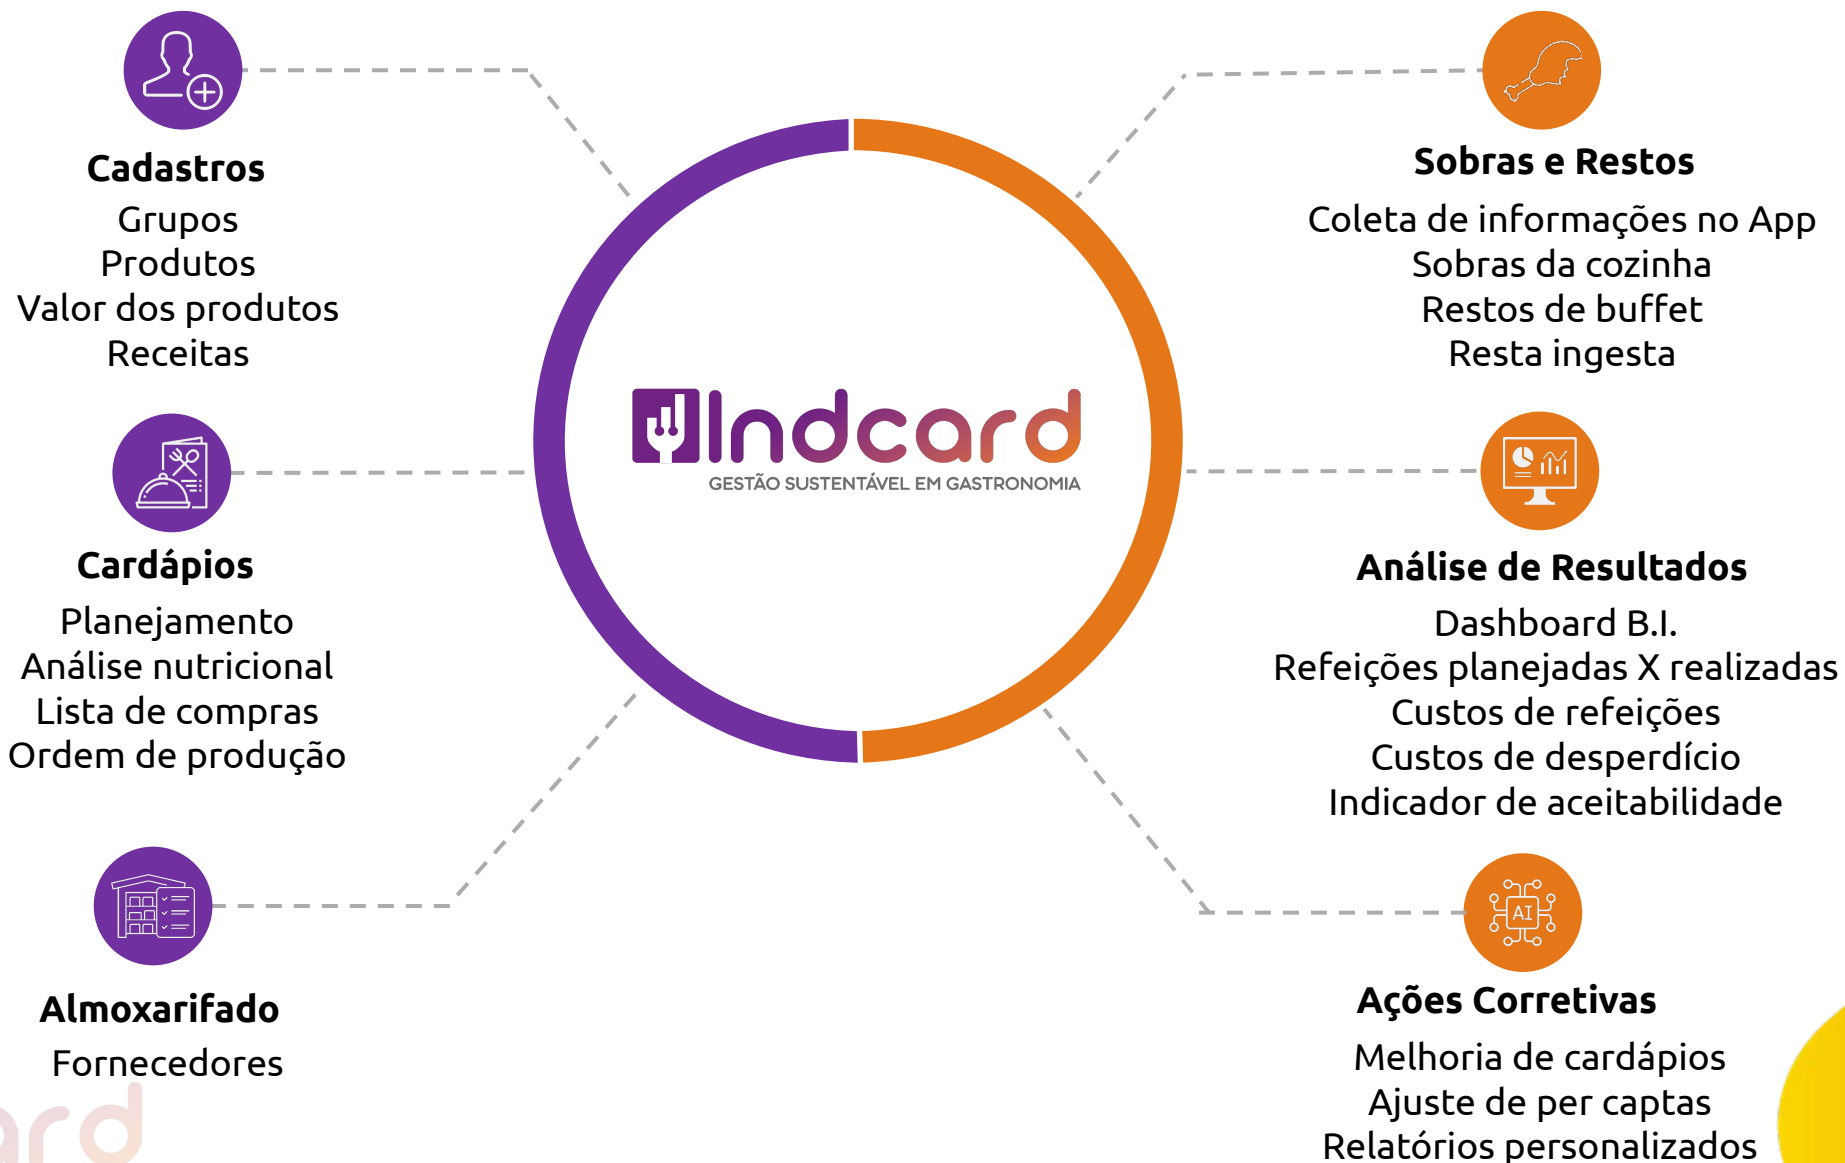 Cadastros
Grupos
Produtos
Valor dos produtos
Receitas
Cardápios
Planejamento
Análise nutricional
Lista de compras
Ordem de produção
Almoxarifado
Fornecedores
ard
Indcard
GESTÃO SUSTENTÁVEL EM GASTRONOMIA
Sobras e Restos
Coleta de informações no App
Sobras da cozinha
Restos de buffet
Resta ingesta
Análise de Resultados
Dashboard B.I.
Refeições planejadas X realizadas
Custos de refeições
Custos de desperdício
Indicador de aceitabilidade
AI
Ações Corretivas
Melhoria de cardápios
Ajuste de per captas
Relatórios personalizados